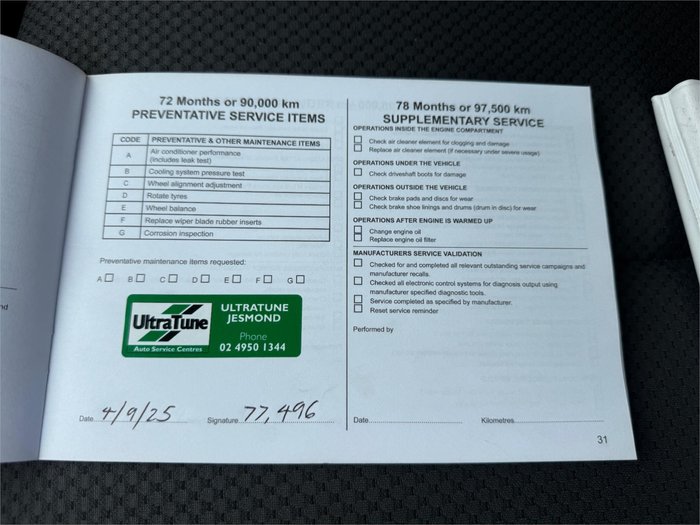 72 Months or 90,000 km
PREVENTATIVE SERVICE ITEMS
CODE PREVENTATIVE & OTHER MAINTENANCE ITEMS
A Air conditioner performance
(includes leak test)
B Cooling system pressure test
C Wheel alignment adjustment
D Rotate tyres
E Wheel balance
F Replace wiper blade rubber inserts
G Corrosion inspection
Preventative maintenance items requested:
A B C D E F G
UltraTune
Auto Service Centres
ULTRATUNE
JESMOND
Phone
02 4950 1344
Date 4/9/25 Signature 77,496
78 Months or 97,500 km
SUPPLEMENTARY SERVICE
OPERATIONS INSIDE THE ENGINE COMPARTMENT
Check air cleaner element for clogging and damage
Replace air cleaner element (if necessary under severe usage)
OPERATIONS UNDER THE VEHICLE
Check driveshaft boots for damage
OPERATIONS OUTSIDE THE VEHICLE
Check brake pads and discs for wear
Check brake shoe linings and drums (drum in disc) for wear
OPERATIONS AFTER ENGINE IS WARMED UP
Change engine oil
Replace engine oil filter
MANUFACTURERS SERVICE VALIDATION
Checked for and completed all relevant outstanding service campaigns and
manufacturer recalls.
Checked all electronic control systems for diagnosis output using
manufacturer specified diagnostic tools.
Service completed as specified by manufacturer.
Reset service reminder
Performed by
Date Kilometres
31